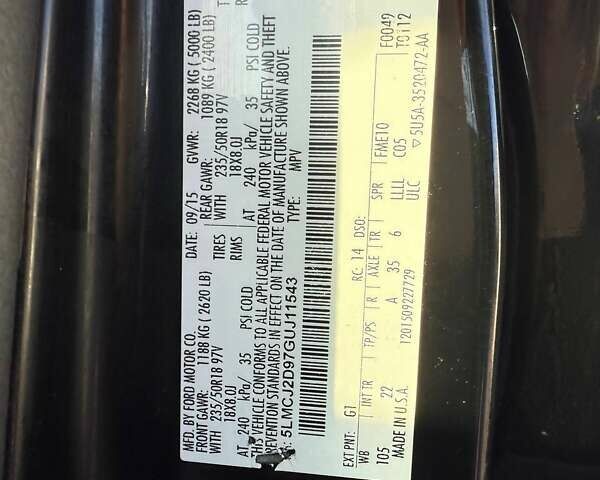 MFD. BY FORD MOTOR CO.
DATE: 09/15 GVWR: 2268 KG ( 5000 LB)
FRONT GAWR: 1188 KG ( 2620 LB) REAR GAWR: 1089 KG ( 2400 LB)
WITH 235/50R18 97V TIRES WITH 235/50R18 97V
18X8.0J RIMS 18X8.0J
AT 240 kPa/ 35 PSI COLD AT 240 kPa/ 35 PSI COLD
THIS VEHICLE CONFORMS TO ALL APPLICABLE FEDERAL MOTOR VEHICLE SAFETY AND THEFT
PREVENTION STANDARDS IN EFFECT ON THE DATE OF MANUFACTURE SHOWN ABOVE.
5LMCJ2D97GUJ11543 TYPE: MPV
EXT PNT: G1 RC: 14 DSO: F0049
T0112
WB INT TR TP/PS R AXLE TR SPR FME10
105 22 A 35 6 LLLL C05
ULC
MADE IN U.S.A. 1201509227729 ▽5U5A-3520472-AA